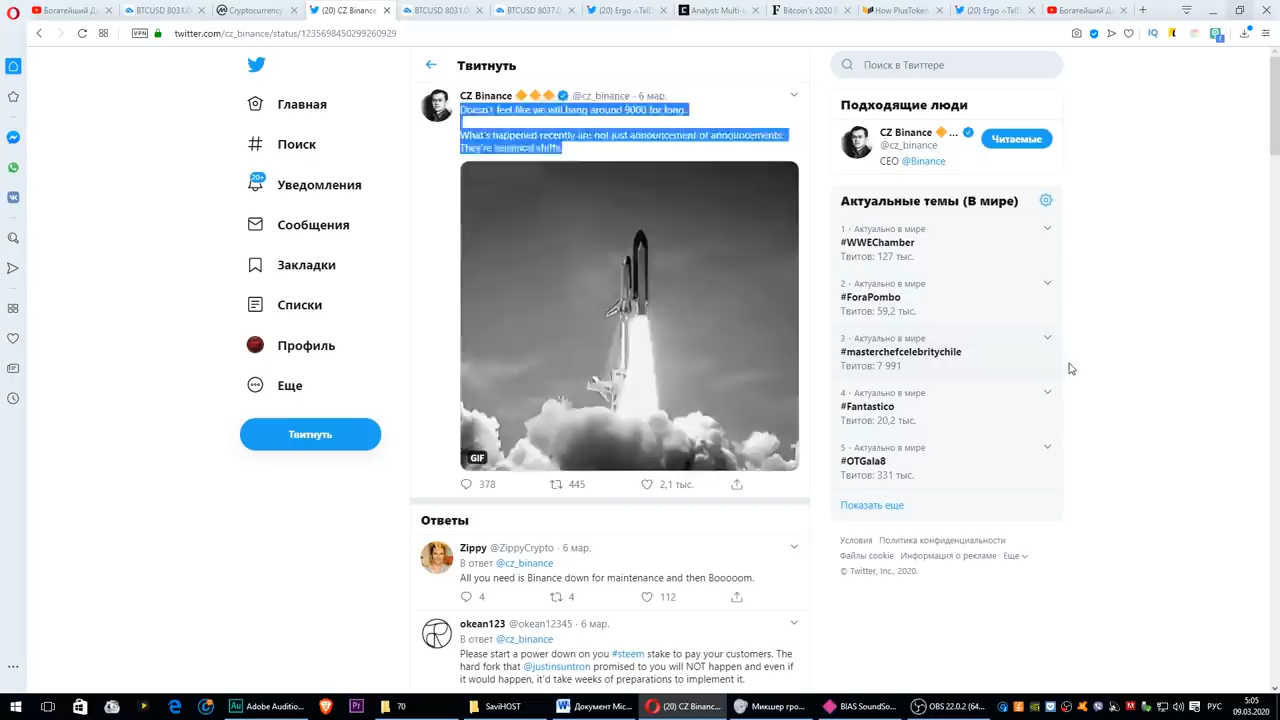 Богатейший Де
BTCUSD 8031.0
Cryptocurrency
(20) CZ Binance
BTCUSD 8031.
BTCUSD 8037.0
(20) Ergo
Analyst: Multi-t
Bitcoin's 2020 B
How PlusToken
(20) Ergo
Богатейший Де
VPN
twitter.com/cz_binance/status/1235698450299260929
Твитнуть
Поиск в Твиттере
Главная
Поиск
20+
Уведомления
Сообщения
Закладки
Списки
Профиль
Еще
Твитнуть
CZ Binance @cz_binance · 6 мар.
Doesn't feel like we will hang around 9000 for long.
What's happened recently are not just announcement of announcements.
They're
GIF
378 445 2,1 тыс.
Ответы
Zippy @ZippyCrypto · 6 мар.
В ответ @cz_binance
All you need is Binance down for maintenance and then Booooom.
4 4 112
okean123 @okean12345 · 6 мар.
В ответ @cz_binance
Please start a power down on you #steem stake to pay your customers. The
hard fork that @justinsuntron promised to you will NOT happen and even if
it would happen, it'd take weeks of preparations to implement it.
Подходящие люди
CZ Binance ...
@cz_binance
CEO @Binance
Читаемые
Актуальные темы (В мире)
1 · Актуально в мире
#WWEChamber
Твитов: 127 тыс.
2 · Актуально в мире
#ForaPombo
Твитов: 59,2 тыс.
3 · Актуально в мире
#masterchefcelebritychile
Твитов: 7 991
4 · Актуально в мире
#Fantastico
Твитов: 20,2 тыс.
5 · Актуально в мире
#OTGala8
Твитов: 331 тыс.
Показать еще
Условия Политика конфиденциальности
Файлы cookie Информация о рекламе Еще
© Twitter, Inc., 2020.
Adobe Audition...
70
SaviHOST
Документ Mic...
(20) CZ Binanc...
Микшер гро...
BIAS SoundSo...
OBS 22.0.2 (64...
РУС
5:05
09.03.2020